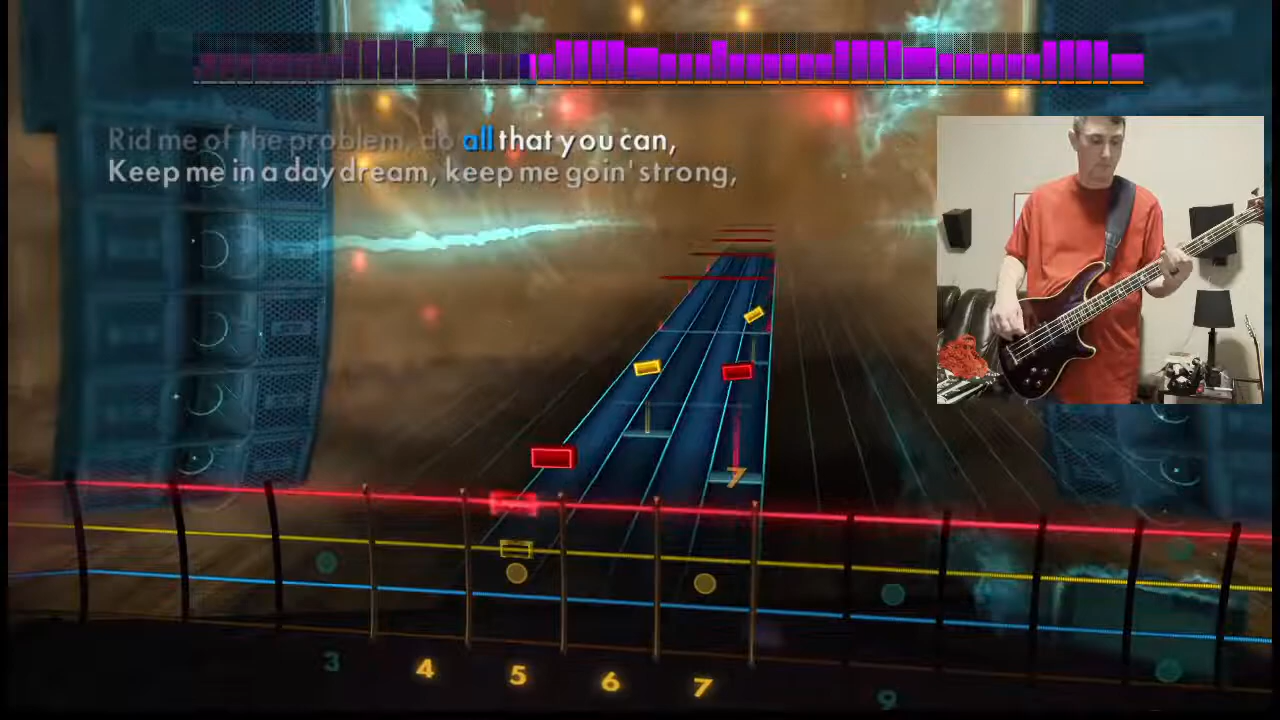 Rid me of the problem, do all that you can,
Keep me in a day dream, keep me goin' strong,
7
3 4 5 6 7 9